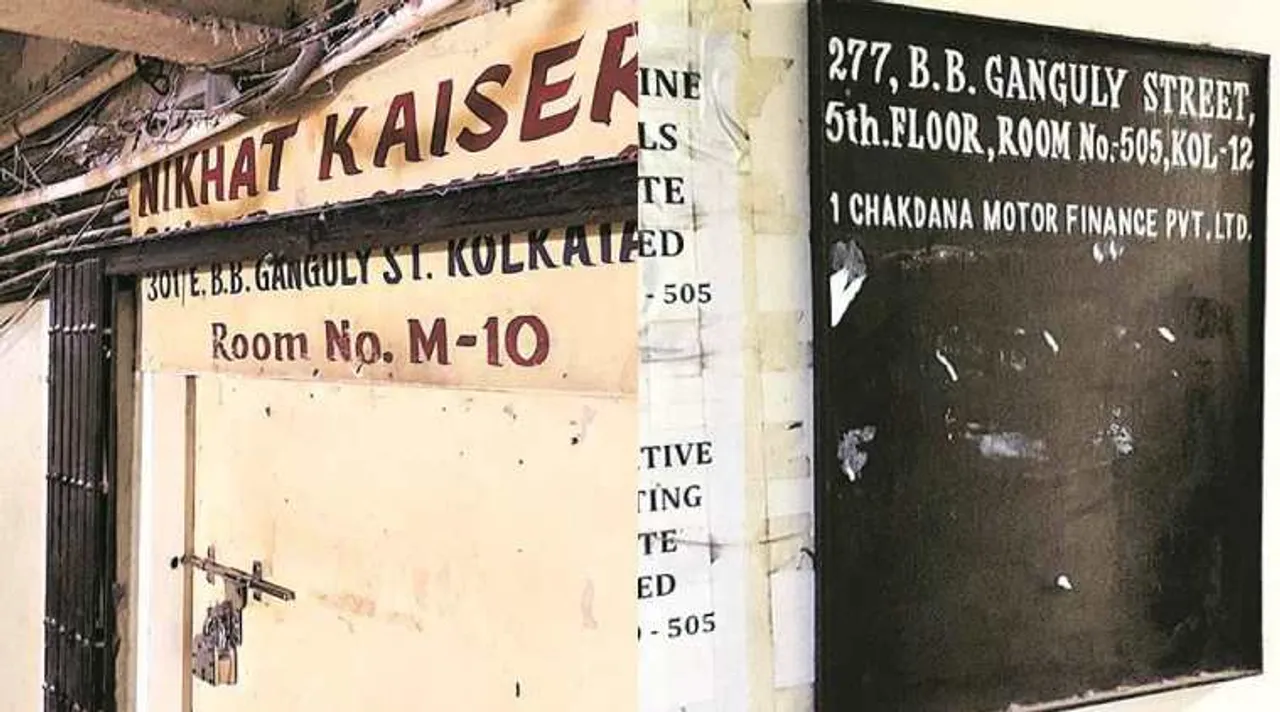 NIKHAT KAISER
301/E, B.B. GANGULY ST. KOLKATA
Room No. M-10
INE
LS
TE
ED
- 505
TIVE
TING
TE
ED
- 505
277, B.B. GANGULY STREET,
5th.FLOOR,ROOM No.-505,KOL-12
1 CHAKDANA MOTOR FINANCE PVT. LTD.